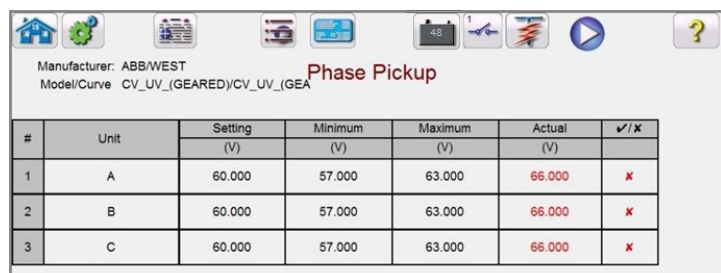 48
1
?
Manufacturer: ABB/WEST
Model/Curve CV_UV_(GEARED)/CV_UV_(GEA
Phase Pickup
# Unit Setting Minimum Maximum Actual ✔/✘
(V) (V) (V) (V)
1 A 60.000 57.000 63.000 66.000 ✘
2 B 60.000 57.000 63.000 66.000 ✘
3 C 60.000 57.000 63.000 66.000 ✘